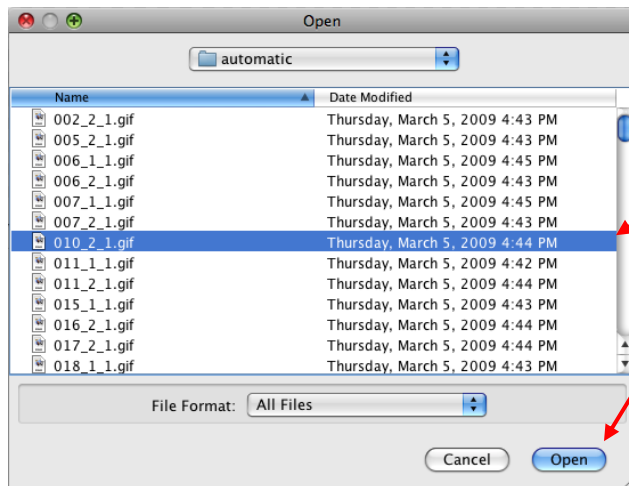 Open
automatic
Name Date Modified
002_2_1.gif Thursday, March 5, 2009 4:43 PM
005_2_1.gif Thursday, March 5, 2009 4:43 PM
006_1_1.gif Thursday, March 5, 2009 4:45 PM
006_2_1.gif Thursday, March 5, 2009 4:43 PM
007_1_1.gif Thursday, March 5, 2009 4:45 PM
007_2_1.gif Thursday, March 5, 2009 4:43 PM
010_2_1.gif Thursday, March 5, 2009 4:44 PM
011_1_1.gif Thursday, March 5, 2009 4:42 PM
011_2_1.gif Thursday, March 5, 2009 4:44 PM
015_1_1.gif Thursday, March 5, 2009 4:43 PM
016_2_1.gif Thursday, March 5, 2009 4:44 PM
017_2_1.gif Thursday, March 5, 2009 4:44 PM
018_1_1.gif Thursday, March 5, 2009 4:43 PM
File Format: All Files
Cancel Open